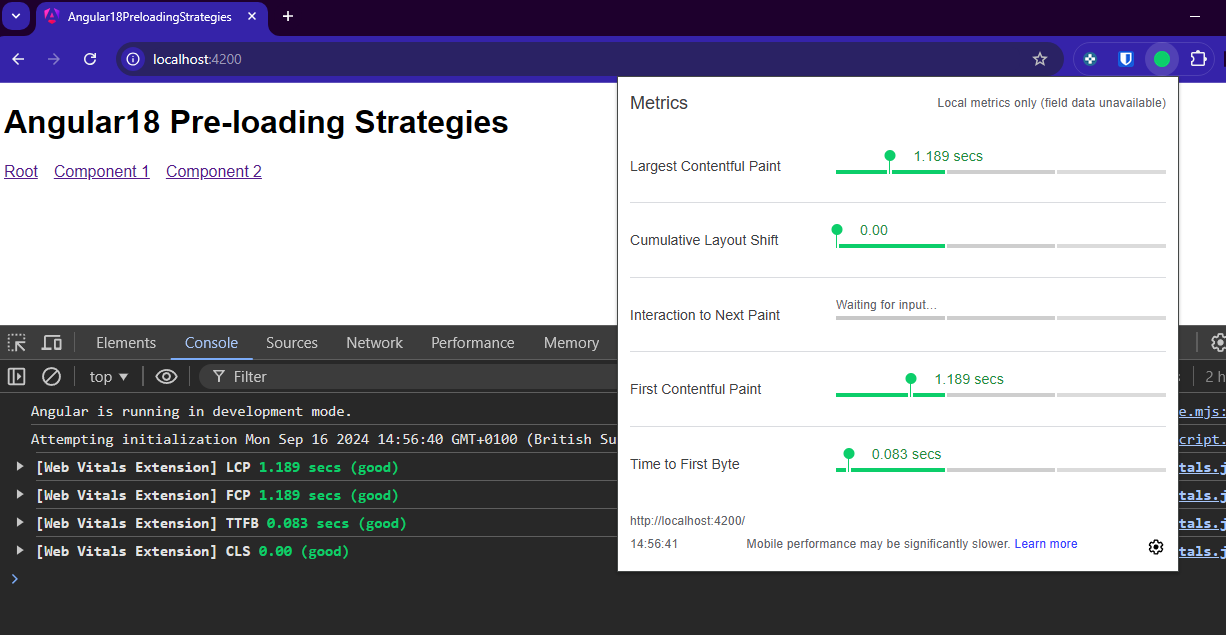 Angular18PreloadingStrategies
localhost:4200
Angular18 Pre-loading Strategies
Root Component 1 Component 2
Metrics
Local metrics only (field data unavailable)
Largest Contentful Paint
1.189 secs
Cumulative Layout Shift
0.00
Interaction to Next Paint
Waiting for input…
First Contentful Paint
1.189 secs
Time to First Byte
0.083 secs
http://localhost:4200/
14:56:41
Mobile performance may be significantly slower. Learn more
Elements Console Sources Network Performance Memory
top Filter
2 h
Angular is running in development mode.
e.mjs:
Attempting initialization Mon Sep 16 2024 14:56:40 GMT+0100 (British Su
cript.
[Web Vitals Extension] LCP 1.189 secs (good)
tals.j
[Web Vitals Extension] FCP 1.189 secs (good)
tals.j
[Web Vitals Extension] TTFB 0.083 secs (good)
tals.j
[Web Vitals Extension] CLS 0.00 (good)
tals.j